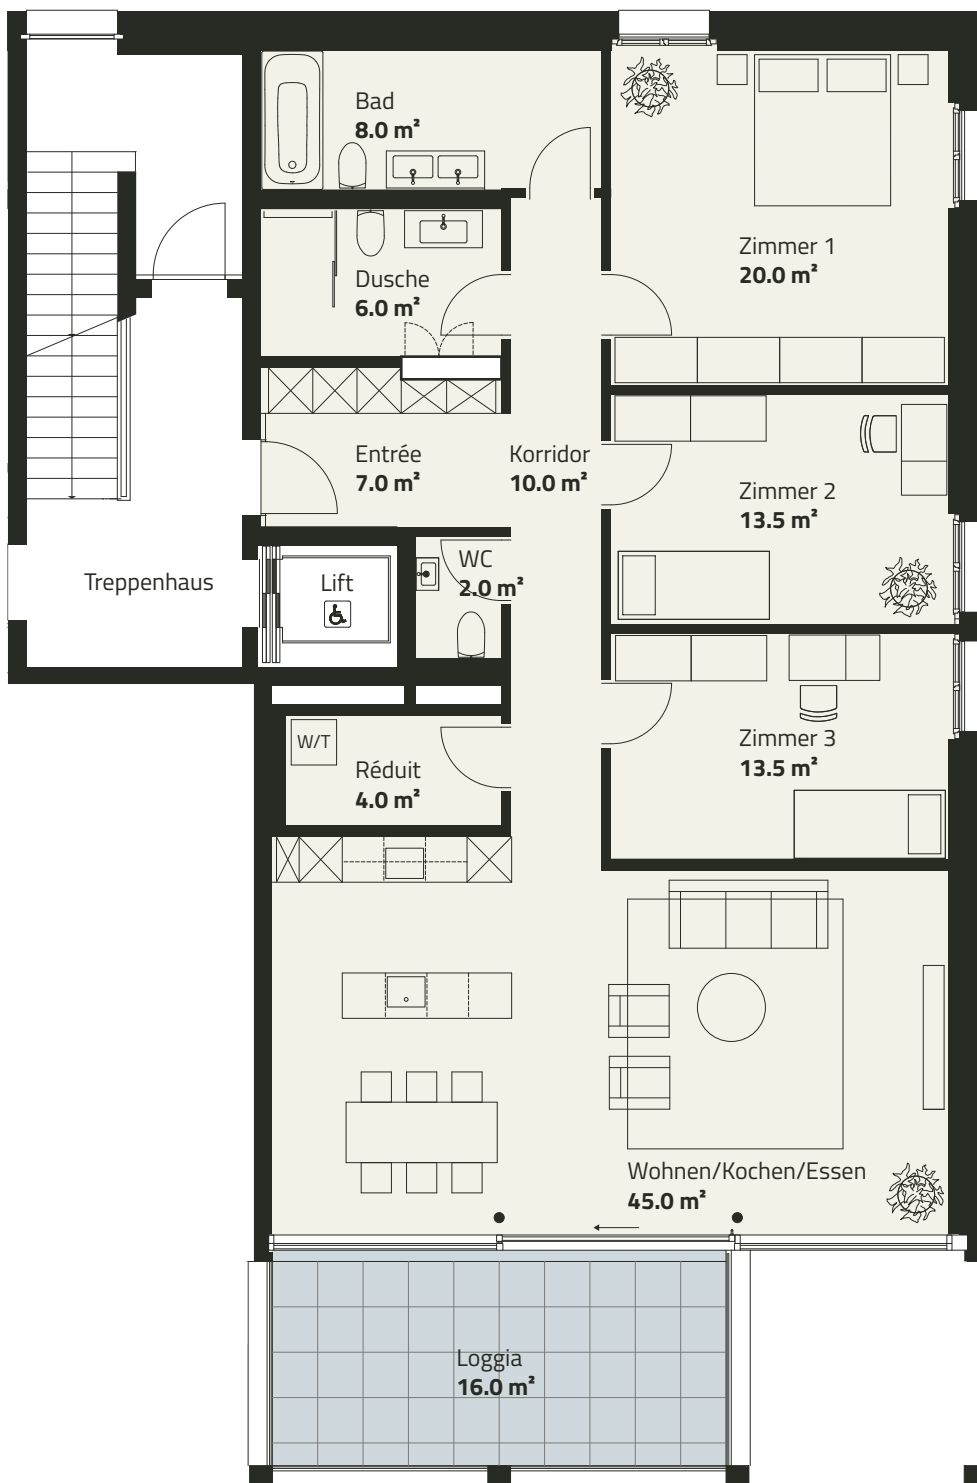 Bad
8.0 m²
Zimmer 1
20.0 m²
Dusche
6.0 m²
Entrée
7.0 m²
Korridor
10.0 m²
Zimmer 2
13.5 m²
Treppenhaus
Lift
WC
2.0 m²
W/T
Réduit
4.0 m²
Zimmer 3
13.5 m²
Wohnen/Kochen/Essen
45.0 m²
Loggia
16.0 m²